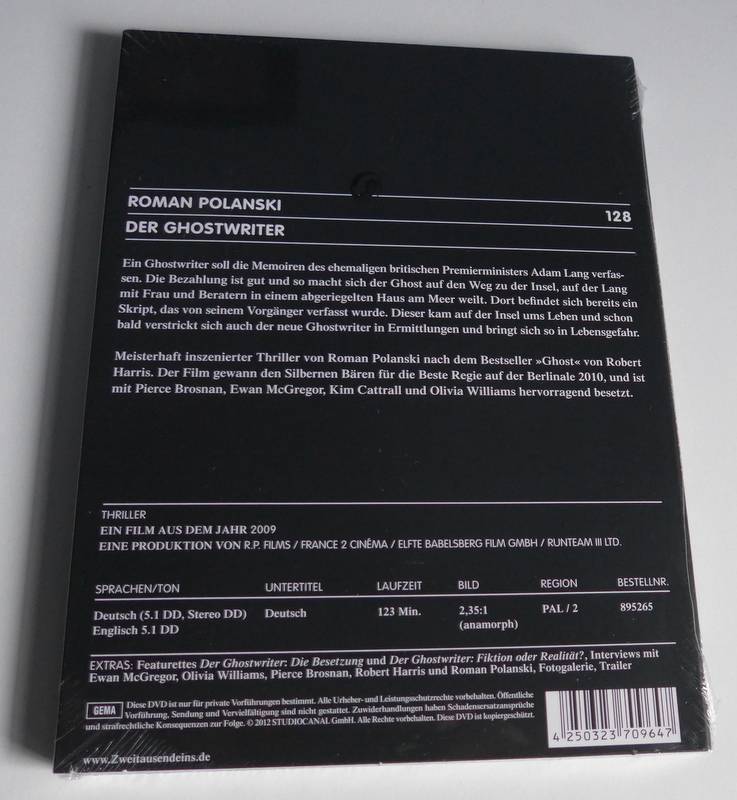 ROMAN POLANSKI
128
DER GHOSTWRITER
Ein Ghostwriter soll die Memoiren des ehemaligen britischen Premierministers Adam Lang verfas-
sen. Die Bezahlung ist gut und so macht sich der Ghost auf den Weg zu der Insel, auf der Lang
mit Frau und Beratern in einem abgeriegelten Haus am Meer weilt. Dort befindet sich bereits ein
Skript, das von seinem Vorgänger verfasst wurde. Dieser kam auf der Insel ums Leben und schon
bald verstrickt sich auch der neue Ghostwriter in Ermittlungen und bringt sich so in Lebensgefahr.
Meisterhaft inszenierter Thriller von Roman Polanski nach dem Bestseller »Ghost« von Robert
Harris. Der Film gewann den Silbernen Bären für die Beste Regie auf der Berlinale 2010, und ist
mit Pierce Brosnan, Ewan McGregor, Kim Cattrall und Olivia Williams hervorragend besetzt.
THRILLER
EIN FILM AUS DEM JAHR 2009
EINE PRODUKTION VON R.P. FILMS / FRANCE 2 CINÉMA / ELFTE BABELSBERG FILM GMBH / RUNTEAM III LTD.
SPRACHEN/TON UNTERTITEL LAUFZEIT BILD REGION BESTELLNR.
Deutsch (5.1 DD, Stereo DD) Deutsch 123 Min. 2,35:1 PAL / 2 895265
Englisch 5.1 DD (anamorph)
EXTRAS: Featurettes Der Ghostwriter: Die Besetzung und Der Ghostwriter: Fiktion oder Realität?, Interviews mit
Ewan McGregor, Olivia Williams, Pierce Brosnan, Robert Harris und Roman Polanski, Fotogalerie, Trailer
GEMA Diese DVD ist nur für private Vorführungen bestimmt. Alle Urheber- und Leistungsschutzrechte vorbehalten. Öffentliche
Vorführung, Sendung und Vervielfältigung sind nicht gestattet. Zuwiderhandlungen haben Schadensersatzansprüche
und strafrechtliche Konsequenzen zur Folge. © 2012 STUDIOCANAL GmbH. Alle Rechte vorbehalten. Diese DVD ist kopiergeschützt.
4 250323 709647
www.Zweitausendeins.de